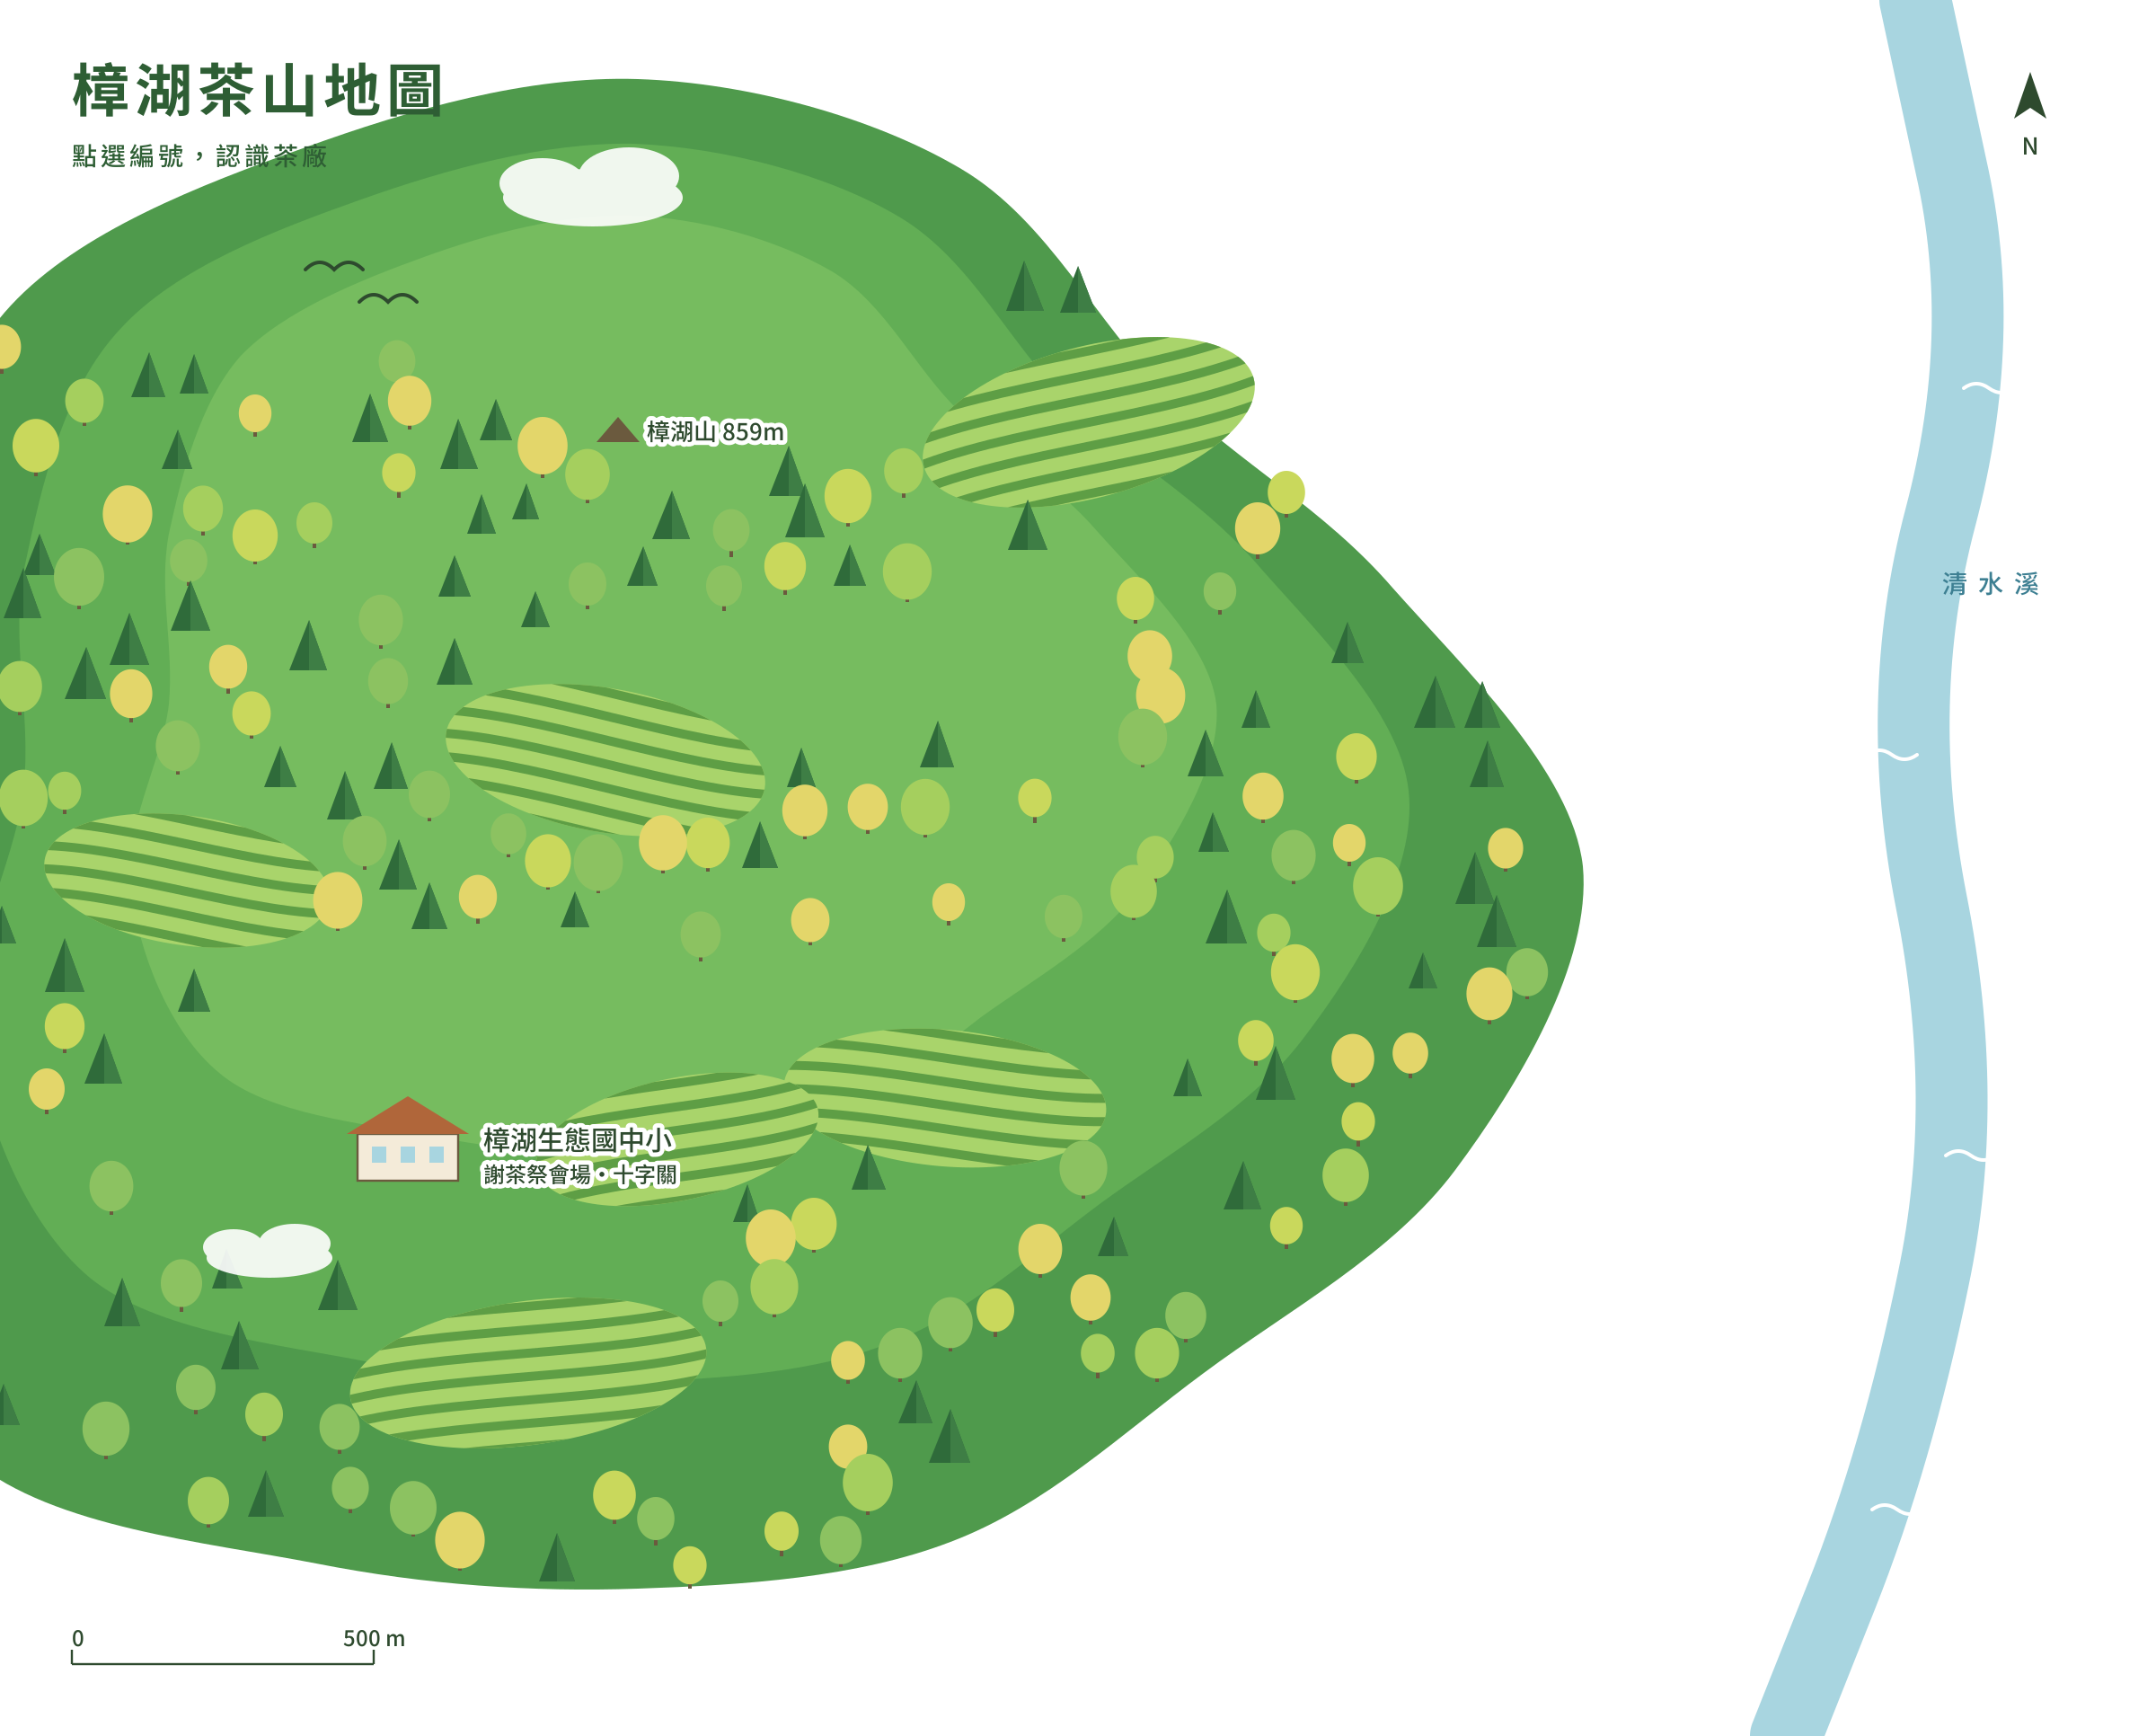 樟湖茶山地圖
點選編號，認識茶廠
N
樟湖山 859m
清水溪
樟湖生態國中小
謝茶祭會場・十字關
0 500 m